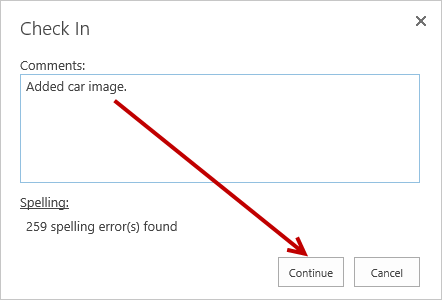 Check In
Comments:
Added car image.
Spelling:
259 spelling error(s) found
Continue
Cancel